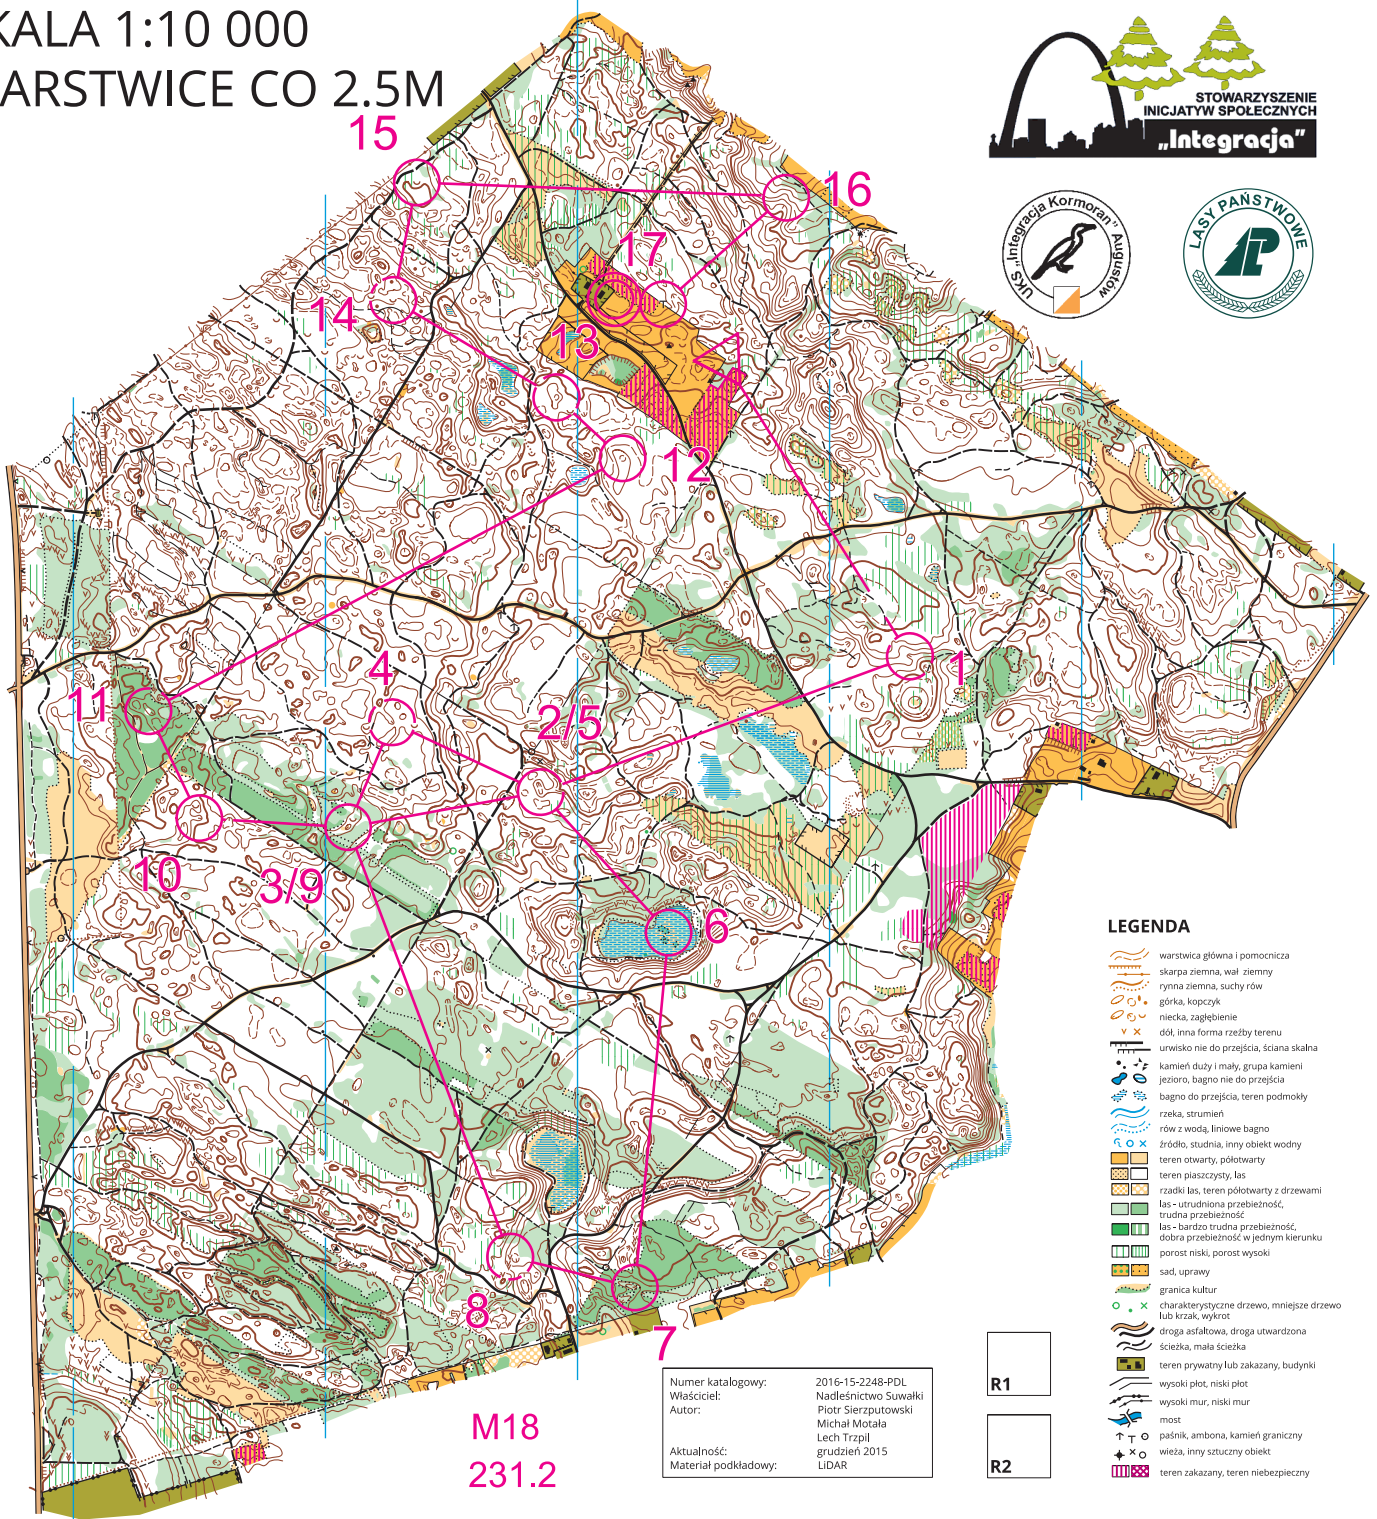 KALA 1:10 000
ARSTWICE CO 2.5M
STOWARZYSZENIE
INICJATYW SPOŁECZNYCH
„Integracja”
UKS „Integracja Kormoran” Augustów
LASY PAŃSTWOWE
15
16
17
14
13
12
1
4
11
2/5
10
3/9
6
8
7
M18
231.2
Numer katalogowy: 2016-15-2248-PDL
Właściciel: Nadleśnictwo Suwałki
Autor: Piotr Sierzputowski
Michał Motała
Lech Trzpil
Aktualność: grudzień 2015
Materiał podkładowy: LiDAR
R1
R2
LEGENDA
warstwica główna i pomocnicza
skarpa ziemna, wał ziemny
rynna ziemna, suchy rów
górka, kopczyk
niecka, zagłębienie
dół, inna forma rzeźby terenu
urwisko nie do przejścia, ściana skalna
kamień duży i mały, grupa kamieni
jezioro, bagno nie do przejścia
bagno do przejścia, teren podmokły
rzeka, strumień
rów z wodą, liniowe bagno
źródło, studnia, inny obiekt wodny
teren otwarty, półotwarty
teren piaszczysty, las
rzadki las, teren półotwarty z drzewami
las - utrudniona przebieżność,
trudna przebieżność
las - bardzo trudna przebieżność,
dobra przebieżność w jednym kierunku
porost niski, porost wysoki
sad, uprawy
granica kultur
charakterystyczne drzewo, mniejsze drzewo
lub krzak, wykrot
droga asfaltowa, droga utwardzona
ścieżka, mała ścieżka
teren prywatny lub zakazany, budynki
wysoki płot, niski płot
wysoki mur, niski mur
most
paśnik, ambona, kamień graniczny
wieża, inny sztuczny obiekt
teren zakazany, teren niebezpieczny